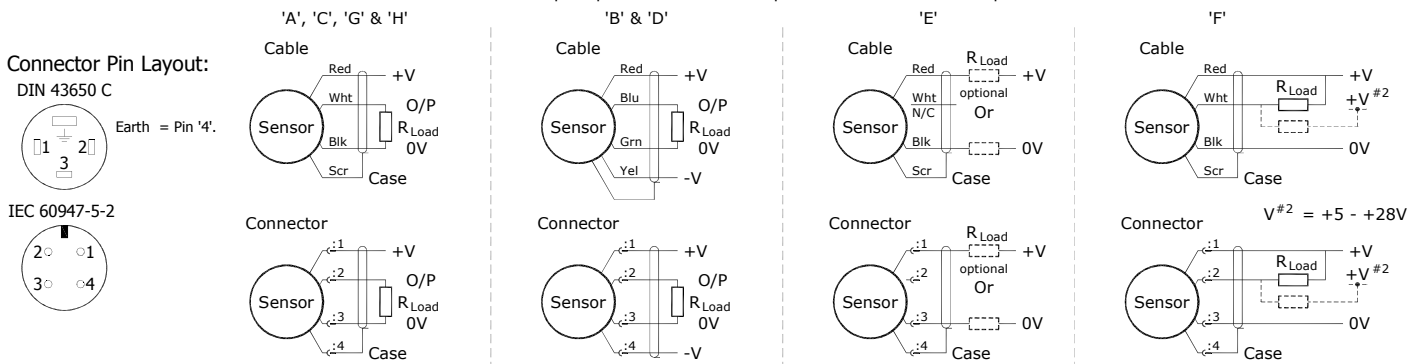 'A', 'C', 'G' & 'H'
'B' & 'D'
'E'
'F'
Connector Pin Layout:
DIN 43650 C
1 2
3
Earth = Pin '4'.
IEC 60947-5-2
2 1
3 4
Cable
Red
+V
Wht
O/P
Sensor
R Load
Blk
0V
Scr
Case
Connector
:1
+V
:2
O/P
Sensor
R Load
:3
0V
:4
Case
Cable
Red
+V
Blu
O/P
Sensor
R Load
Grn
0V
Yel
-V
Connector
:1
+V
:2
O/P
Sensor
R Load
:3
0V
:4
-V
Cable
R Load
Red
+V
optional
Wht
N/C
Or
Sensor
Blk
0V
Scr
Case
Connector
R Load
:1
+V
optional
:2
Or
Sensor
:3
0V
:4
Case
Cable
Red
+V
R Load
Wht
+V #2
Sensor
Blk
0V
Scr
Case
V#2 = +5 - +28V
Connector
:1
+V
R Load
:2
+V #2
Sensor
:3
0V
:4
Case